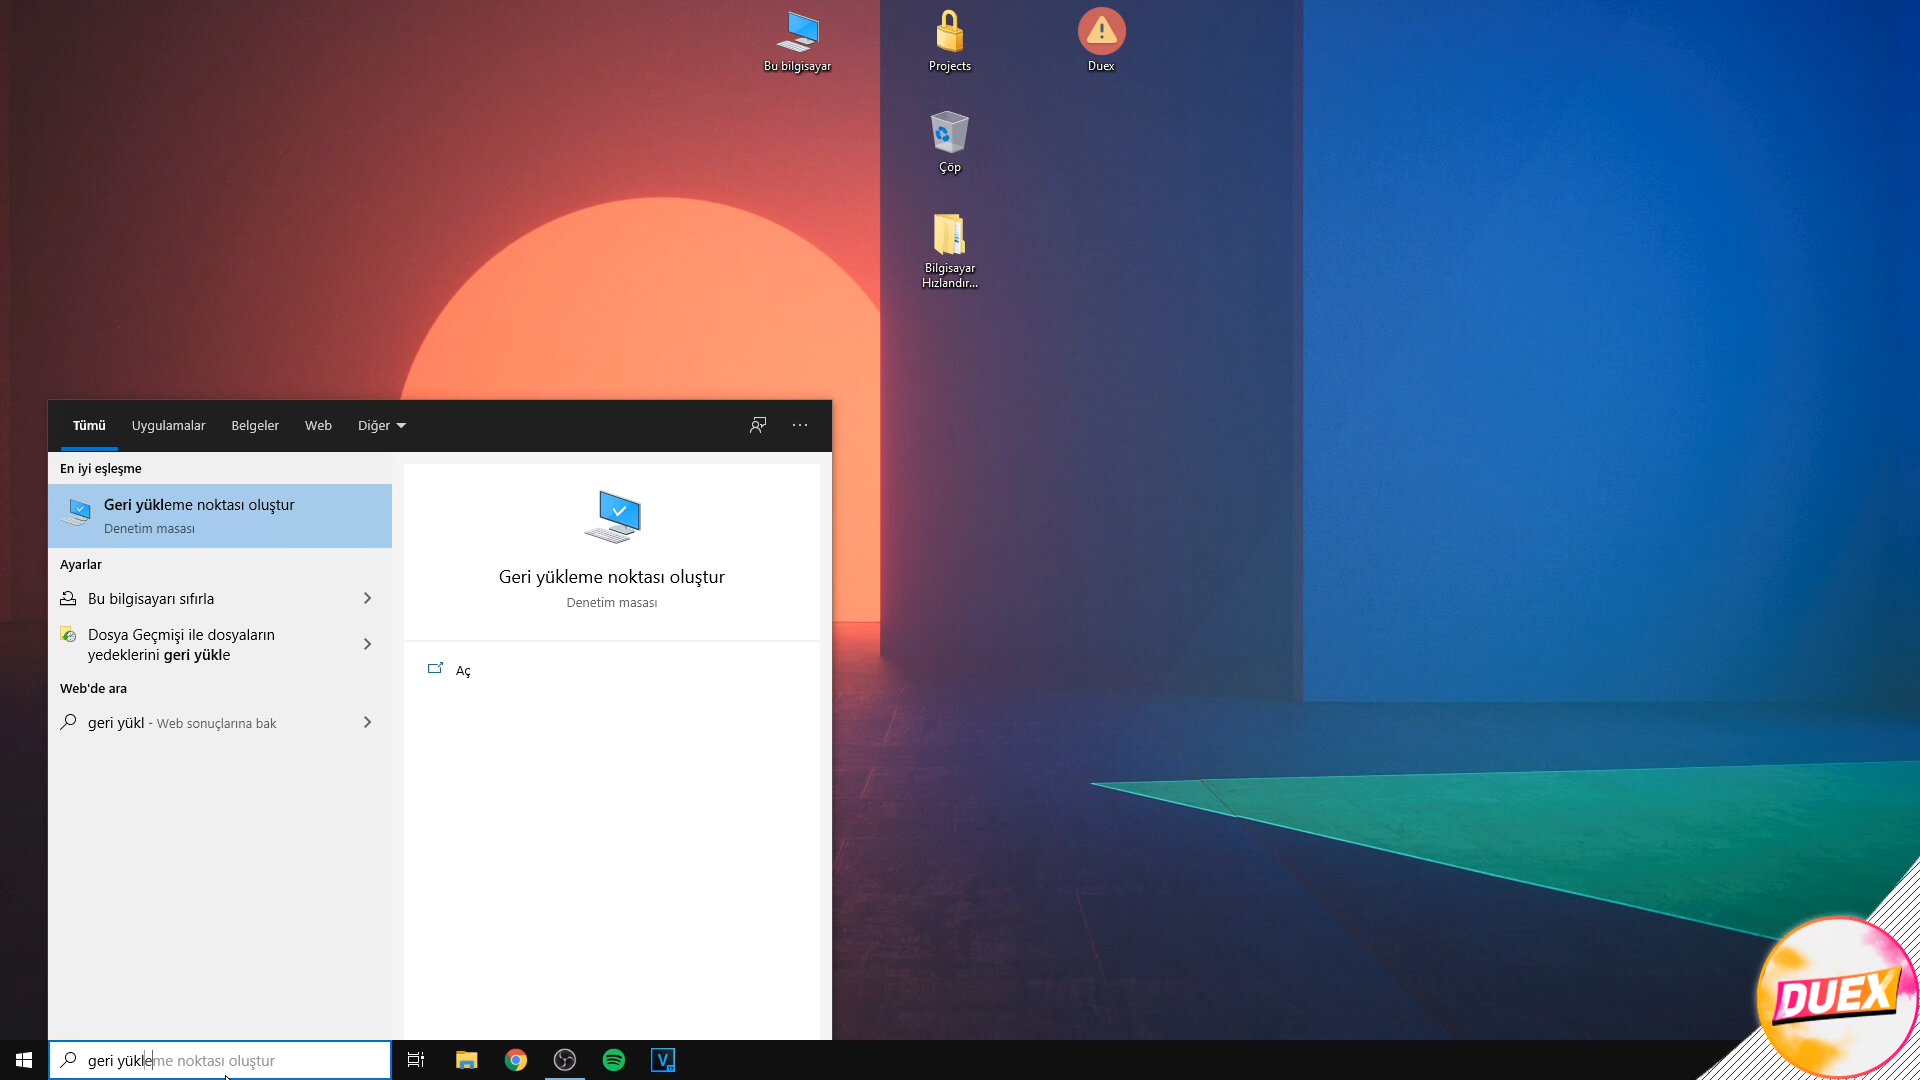 Bu bilgisayar
Projects
Duex
Çöp
Bilgisayar
Hızlandır...
Tümü
Uygulamalar
Belgeler
Web
Diğer
En iyi eşleşme
Geri yükleme noktası oluştur
Denetim masası
Ayarlar
Bu bilgisayarı sıfırla
Dosya Geçmişi ile dosyaların
yedeklerini geri yükle
Web'de ara
geri yükl - Web sonuçlarına bak
Geri yükleme noktası oluştur
Denetim masası
Aç
geri yükleme noktası oluştur
DUEX